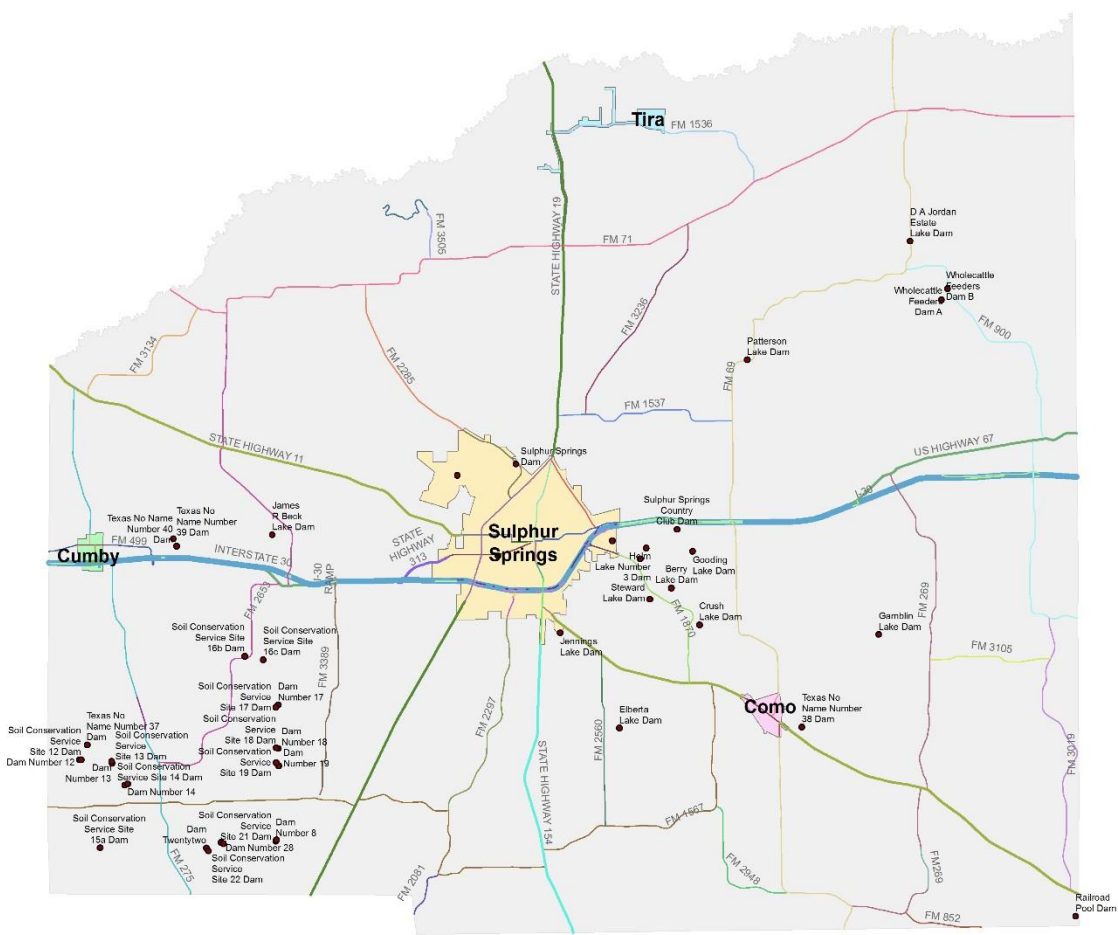 Tira
FM 1536
STATE HIGHWAY 19
FM 3505
FM 71
D A Jordan
Estate
Lake Dam
Wholecattle
Feeders
Dam B
Wholecattle
Feeders
Dam A
FM 900
FM 3236
FM 3134
FM 2285
Patterson
Lake Dam
FM 69
FM 1537
STATE HIGHWAY 11
US HIGHWAY 67
Sulphur Springs
Dam
I-30
Sulphur Springs
Country
Club Dam
James
R Beck
Lake Dam
Texas No Name
Number 40
Dam
Texas No
Name Number
39 Dam
FM 499
Cumby
INTERSTATE 30
STATE
HIGHWAY
313
Sulphur
Springs
Helm
Lake Number
3 Dam
Gooding
Lake Dam
Berry
Lake Dam
Steward
Lake Dam
I-30
RAMP
FM 2653
FM 1870
Crush
Lake Dam
FM 269
Gamblin
Lake Dam
Jennings
Lake Dam
FM 3105
Soil Conservation
Service Site
16b Dam
Soil Conservation
Service Site
16c Dam
FM 3389
Soil Conservation
Service
Site 17 Dam
Dam
Number 17
Soil Conservation
Service
Site 18 Dam
Dam
Number 18
Soil Conservation
Service
Site 19 Dam
Dam
Number 19
FM 2297
Elberta
Lake Dam
FM 2560
Como
Texas No
Name Number
38 Dam
FM 3019
Texas No
Name Number 37
Dam
Soil Conservation
Service
Site 12 Dam
Dam Number 12
Soil Conservation
Service
Site 13 Dam
Dam
Number 13
Soil Conservation
Service Site 14 Dam
Dam Number 14
STATE HIGHWAY 154
FM 1567
Soil Conservation
Service Site
15a Dam
Dam
Twentytwo
Soil Conservation
Service
Site 21 Dam
Dam
Number 8
Dam Number 28
Soil Conservation
Service
Site 22 Dam
FM 275
FM 2081
FM 2948
FM269
FM 852
Railroad
Pool Dam